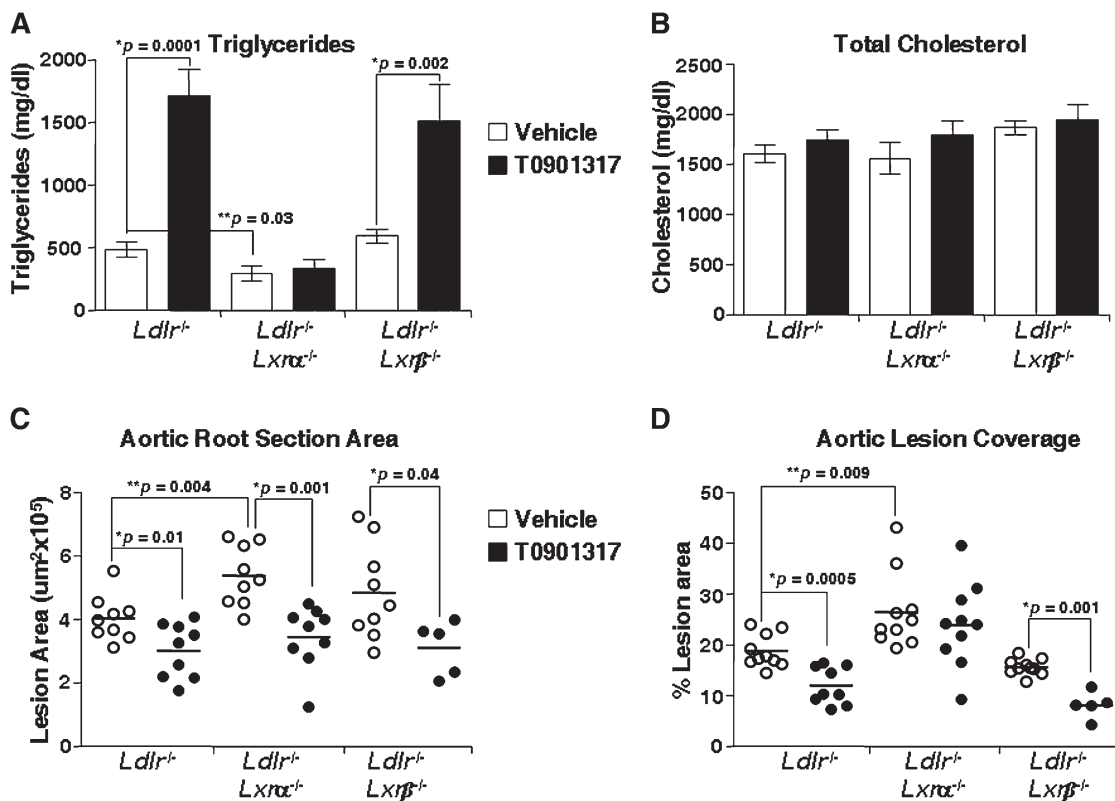 A
Triglycerides
*p = 0.0001
*p = 0.002
**p = 0.03
Triglycerides (mg/dl)
2000
1500
1000
500
0
Ldlr-/-
Ldlr-/-
Ldlr-/-
Lxrα-/-
Lxrβ-/-
Vehicle
T0901317
B
Total Cholesterol
Cholesterol (mg/dl)
2500
2000
1500
1000
500
0
Ldlr-/-
Ldlr-/-
Ldlr-/-
Lxrα-/-
Lxrβ-/-
C
Aortic Root Section Area
**p = 0.004
*p = 0.001
*p = 0.04
*p = 0.01
Lesion Area (um²x10⁵)
8
6
4
2
0
Ldlr-/-
Ldlr-/-
Ldlr-/-
Lxrα-/-
Lxrβ-/-
Vehicle
T0901317
D
Aortic Lesion Coverage
**p = 0.009
*p = 0.0005
*p = 0.001
% Lesion area
50
40
30
20
10
0
Ldlr-/-
Ldlr-/-
Ldlr-/-
Lxrα-/-
Lxrβ-/-